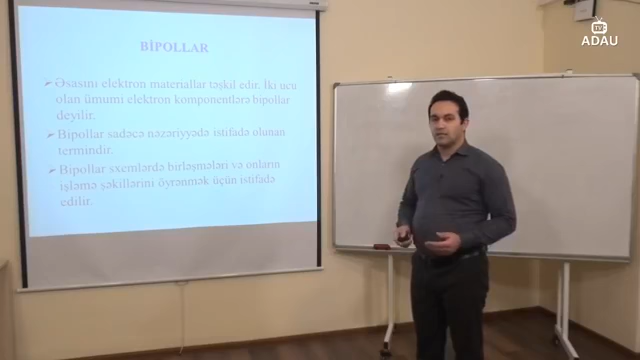 BİPOLLAR
➢Əsasını elektron materiallar təşkil edir. İki ucu
olan ümumi elektron komponentlərə bipollar
deyilir.
➢Bipollar sadəcə nəzəriyyədə istifadə olunan
termindir.
➢Bipollar sxemlərdə birləşmələri və onların
işləmə şəkillərini öyrənmək üçün istifadə
edilir.
TV
ADAU